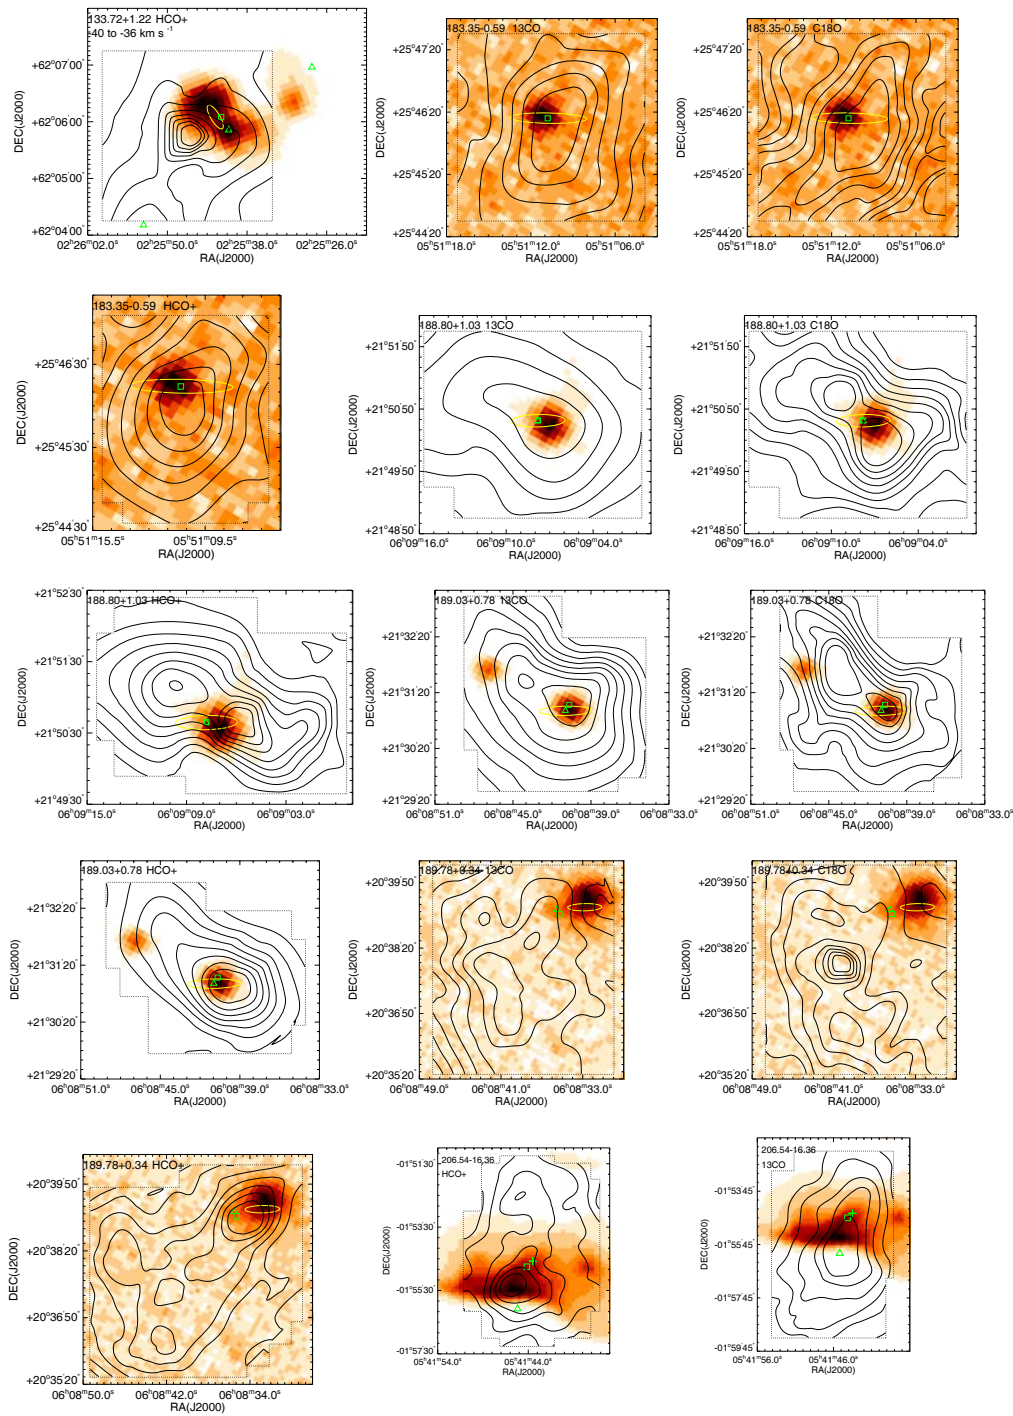 133.72+1.22 HCO+
-40 to -36 km s -1
+62°07'00"
+62°06'00"
+62°05'00"
+62°04'00"
02ʰ26ᵐ02.0ˢ 02ʰ25ᵐ50.0ˢ 02ʰ25ᵐ38.0ˢ 02ʰ25ᵐ26.0ˢ
RA(J2000)
DEC(J2000)
183.35-0.59 13CO
+25°47'20"
+25°46'20"
+25°45'20"
+25°44'20"
05ʰ51ᵐ18.0ˢ 05ʰ51ᵐ12.0ˢ 05ʰ51ᵐ06.0ˢ
RA(J2000)
DEC(J2000)
183.35-0.59 C18O
+25°47'20"
+25°46'20"
+25°45'20"
+25°44'20"
05ʰ51ᵐ18.0ˢ 05ʰ51ᵐ12.0ˢ 05ʰ51ᵐ06.0ˢ
RA(J2000)
DEC(J2000)
183.35-0.59 HCO+
+25°46'30"
+25°45'30"
+25°44'30"
05ʰ51ᵐ15.5ˢ 05ʰ51ᵐ09.5ˢ
RA(J2000)
DEC(J2000)
188.80+1.03 13CO
+21°51'50"
+21°50'50"
+21°49'50"
+21°48'50"
06ʰ09ᵐ16.0ˢ 06ʰ09ᵐ10.0ˢ 06ʰ09ᵐ04.0ˢ
RA(J2000)
DEC(J2000)
188.80+1.03 C18O
+21°51'50"
+21°50'50"
+21°49'50"
+21°48'50"
06ʰ09ᵐ16.0ˢ 06ʰ09ᵐ10.0ˢ 06ʰ09ᵐ04.0ˢ
RA(J2000)
DEC(J2000)
188.80+1.03 HCO+
+21°52'30"
+21°51'30"
+21°50'30"
+21°49'30"
06ʰ09ᵐ15.0ˢ 06ʰ09ᵐ09.0ˢ 06ʰ09ᵐ03.0ˢ
RA(J2000)
DEC(J2000)
189.03+0.78 13CO
+21°32'20"
+21°31'20"
+21°30'20"
+21°29'20"
06ʰ08ᵐ51.0ˢ 06ʰ08ᵐ45.0ˢ 06ʰ08ᵐ39.0ˢ 06ʰ08ᵐ33.0ˢ
RA(J2000)
DEC(J2000)
189.03+0.78 C18O
+21°32'20"
+21°31'20"
+21°30'20"
+21°29'20"
06ʰ08ᵐ51.0ˢ 06ʰ08ᵐ45.0ˢ 06ʰ08ᵐ39.0ˢ 06ʰ08ᵐ33.0ˢ
RA(J2000)
DEC(J2000)
189.03+0.78 HCO+
+21°32'20"
+21°31'20"
+21°30'20"
+21°29'20"
06ʰ08ᵐ51.0ˢ 06ʰ08ᵐ45.0ˢ 06ʰ08ᵐ39.0ˢ 06ʰ08ᵐ33.0ˢ
RA(J2000)
DEC(J2000)
189.78+0.34 13CO
+20°39'50"
+20°38'20"
+20°36'50"
+20°35'20"
06ʰ08ᵐ49.0ˢ 06ʰ08ᵐ41.0ˢ 06ʰ08ᵐ33.0ˢ
RA(J2000)
DEC(J2000)
189.78+0.34 C18O
+20°39'50"
+20°38'20"
+20°36'50"
+20°35'20"
06ʰ08ᵐ49.0ˢ 06ʰ08ᵐ41.0ˢ 06ʰ08ᵐ33.0ˢ
RA(J2000)
DEC(J2000)
189.78+0.34 HCO+
+20°39'50"
+20°38'20"
+20°36'50"
+20°35'20"
06ʰ08ᵐ50.0ˢ 06ʰ08ᵐ42.0ˢ 06ʰ08ᵐ34.0ˢ
RA(J2000)
DEC(J2000)
206.54-16.36
HCO+
-01°51'30"
-01°53'30"
-01°55'30"
-01°57'30"
05ʰ41ᵐ54.0ˢ 05ʰ41ᵐ44.0ˢ
RA(J2000)
DEC(J2000)
206.54-16.36
13CO
-01°53'45"
-01°55'45"
-01°57'45"
-01°59'45"
05ʰ41ᵐ56.0ˢ 05ʰ41ᵐ46.0ˢ
RA(J2000)
DEC(J2000)